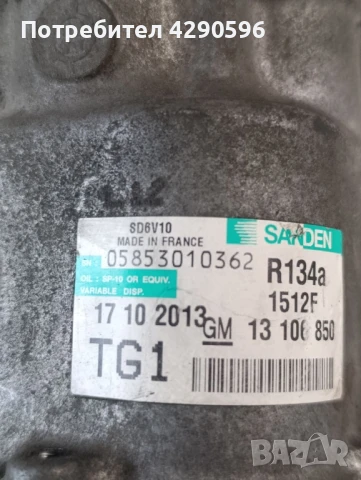 Потребител 4290596
SD6V10
MADE IN FRANCE
SANDEN
05853010362
R134a
OIL : SP-10 OR EQUIV.
VARIABLE DISP.
1512F
17 10 2013
GM 13 106 850
TG1
BAZAR